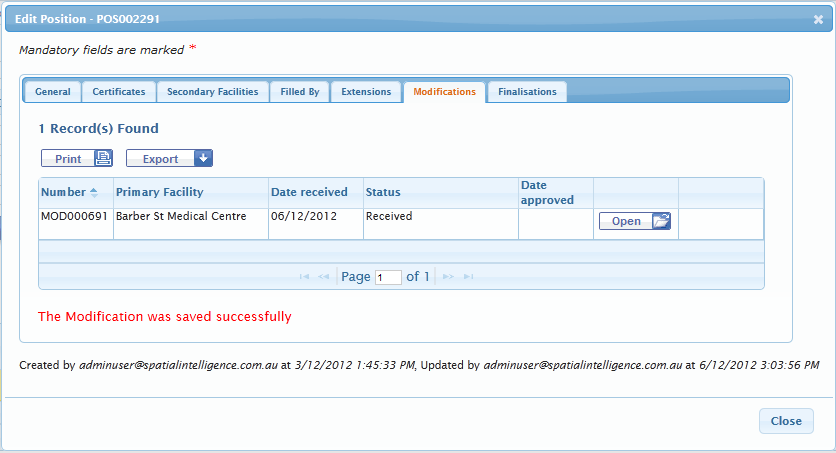 Edit Position - POS002291
Mandatory fields are marked *
General Certificates Secondary Facilities Filled By Extensions Modifications Finalisations
1 Record(s) Found
Print Export
Number Primary Facility Date received Status Date approved
MOD000691 Barber St Medical Centre 06/12/2012 Received Open
Page 1 of 1
The Modification was saved successfully
Created by adminuser@spatialintelligence.com.au at 3/12/2012 1:45:33 PM, Updated by adminuser@spatialintelligence.com.au at 6/12/2012 3:03:56 PM
Close